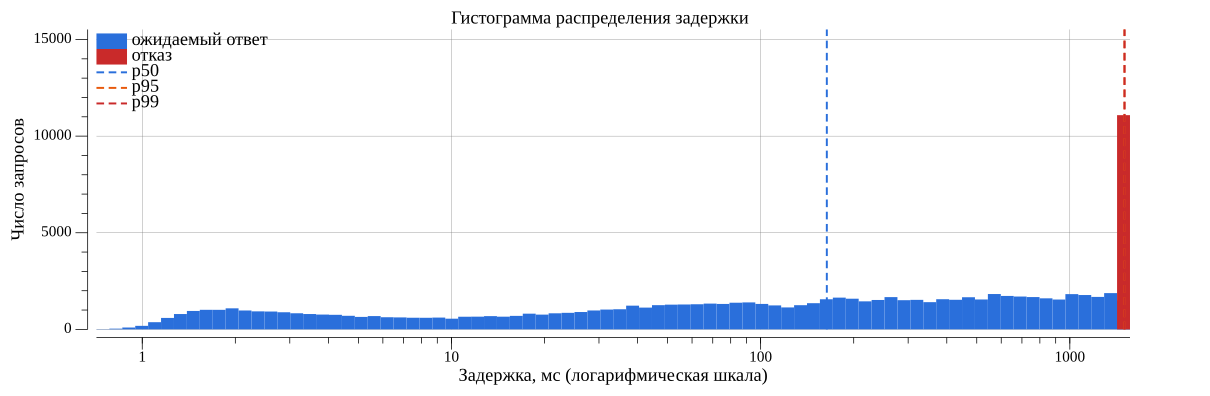 Гистограмма распределения задержки
ожидаемый ответ
отказ
p50
p95
p99
Число запросов
15000
10000
5000
0
1
10
100
1000
Задержка, мс (логарифмическая шкала)